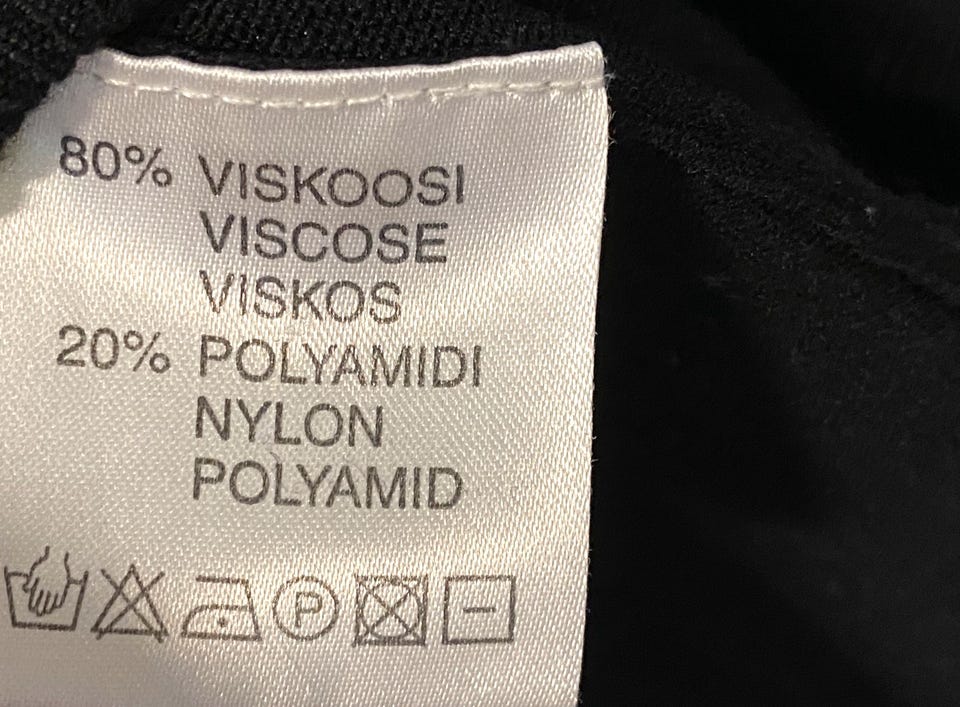 80% VISKOOSI
VISCOSE
VISKOS
20% POLYAMIDI
NYLON
POLYAMID
P